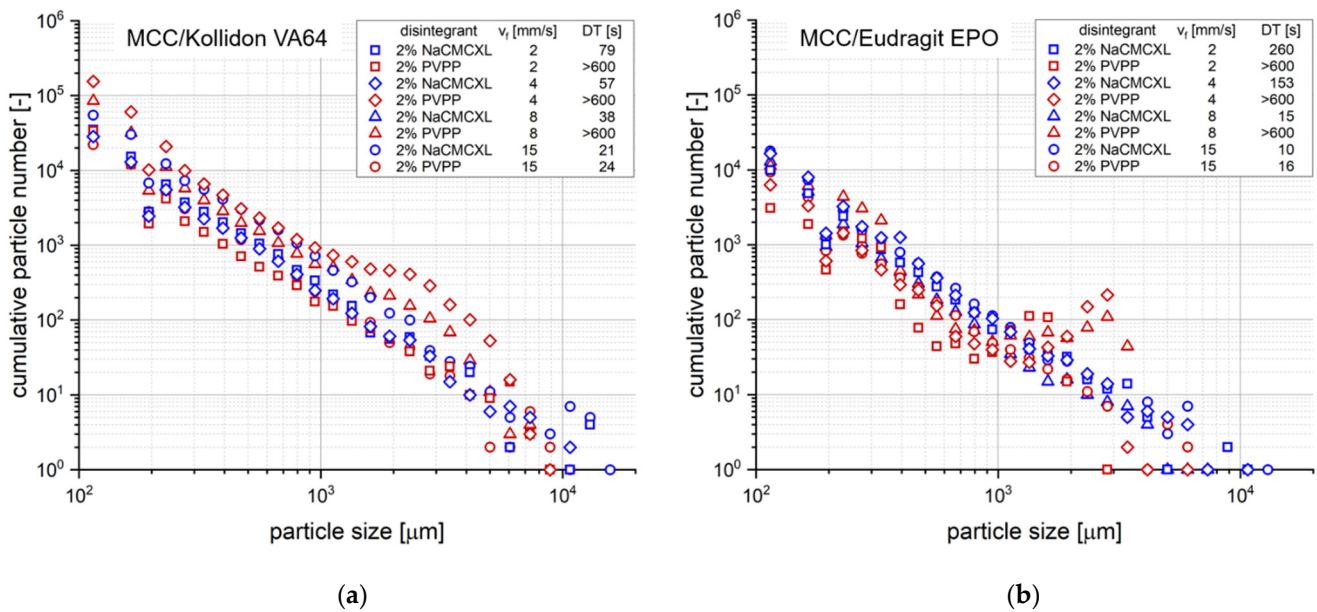 MCC/Kollidon VA64
disintegrant v_f [mm/s] DT [s]
2% NaCMCXL 2 79
2% PVPP 2 >600
2% NaCMCXL 4 57
2% PVPP 4 >600
2% NaCMCXL 8 38
2% PVPP 8 >600
2% NaCMCXL 15 21
2% PVPP 15 24
cumulative particle number [-]
10^6
10^5
10^4
10^3
10^2
10^1
10^0
10^2 10^3 10^4
particle size [μm]
(a)
MCC/Eudragit EPO
disintegrant v_f [mm/s] DT [s]
2% NaCMCXL 2 260
2% PVPP 2 >600
2% NaCMCXL 4 153
2% PVPP 4 >600
2% NaCMCXL 8 15
2% PVPP 8 >600
2% NaCMCXL 15 10
2% PVPP 15 16
cumulative particle number [-]
10^6
10^5
10^4
10^3
10^2
10^1
10^0
10^2 10^3 10^4
particle size [μm]
(b)